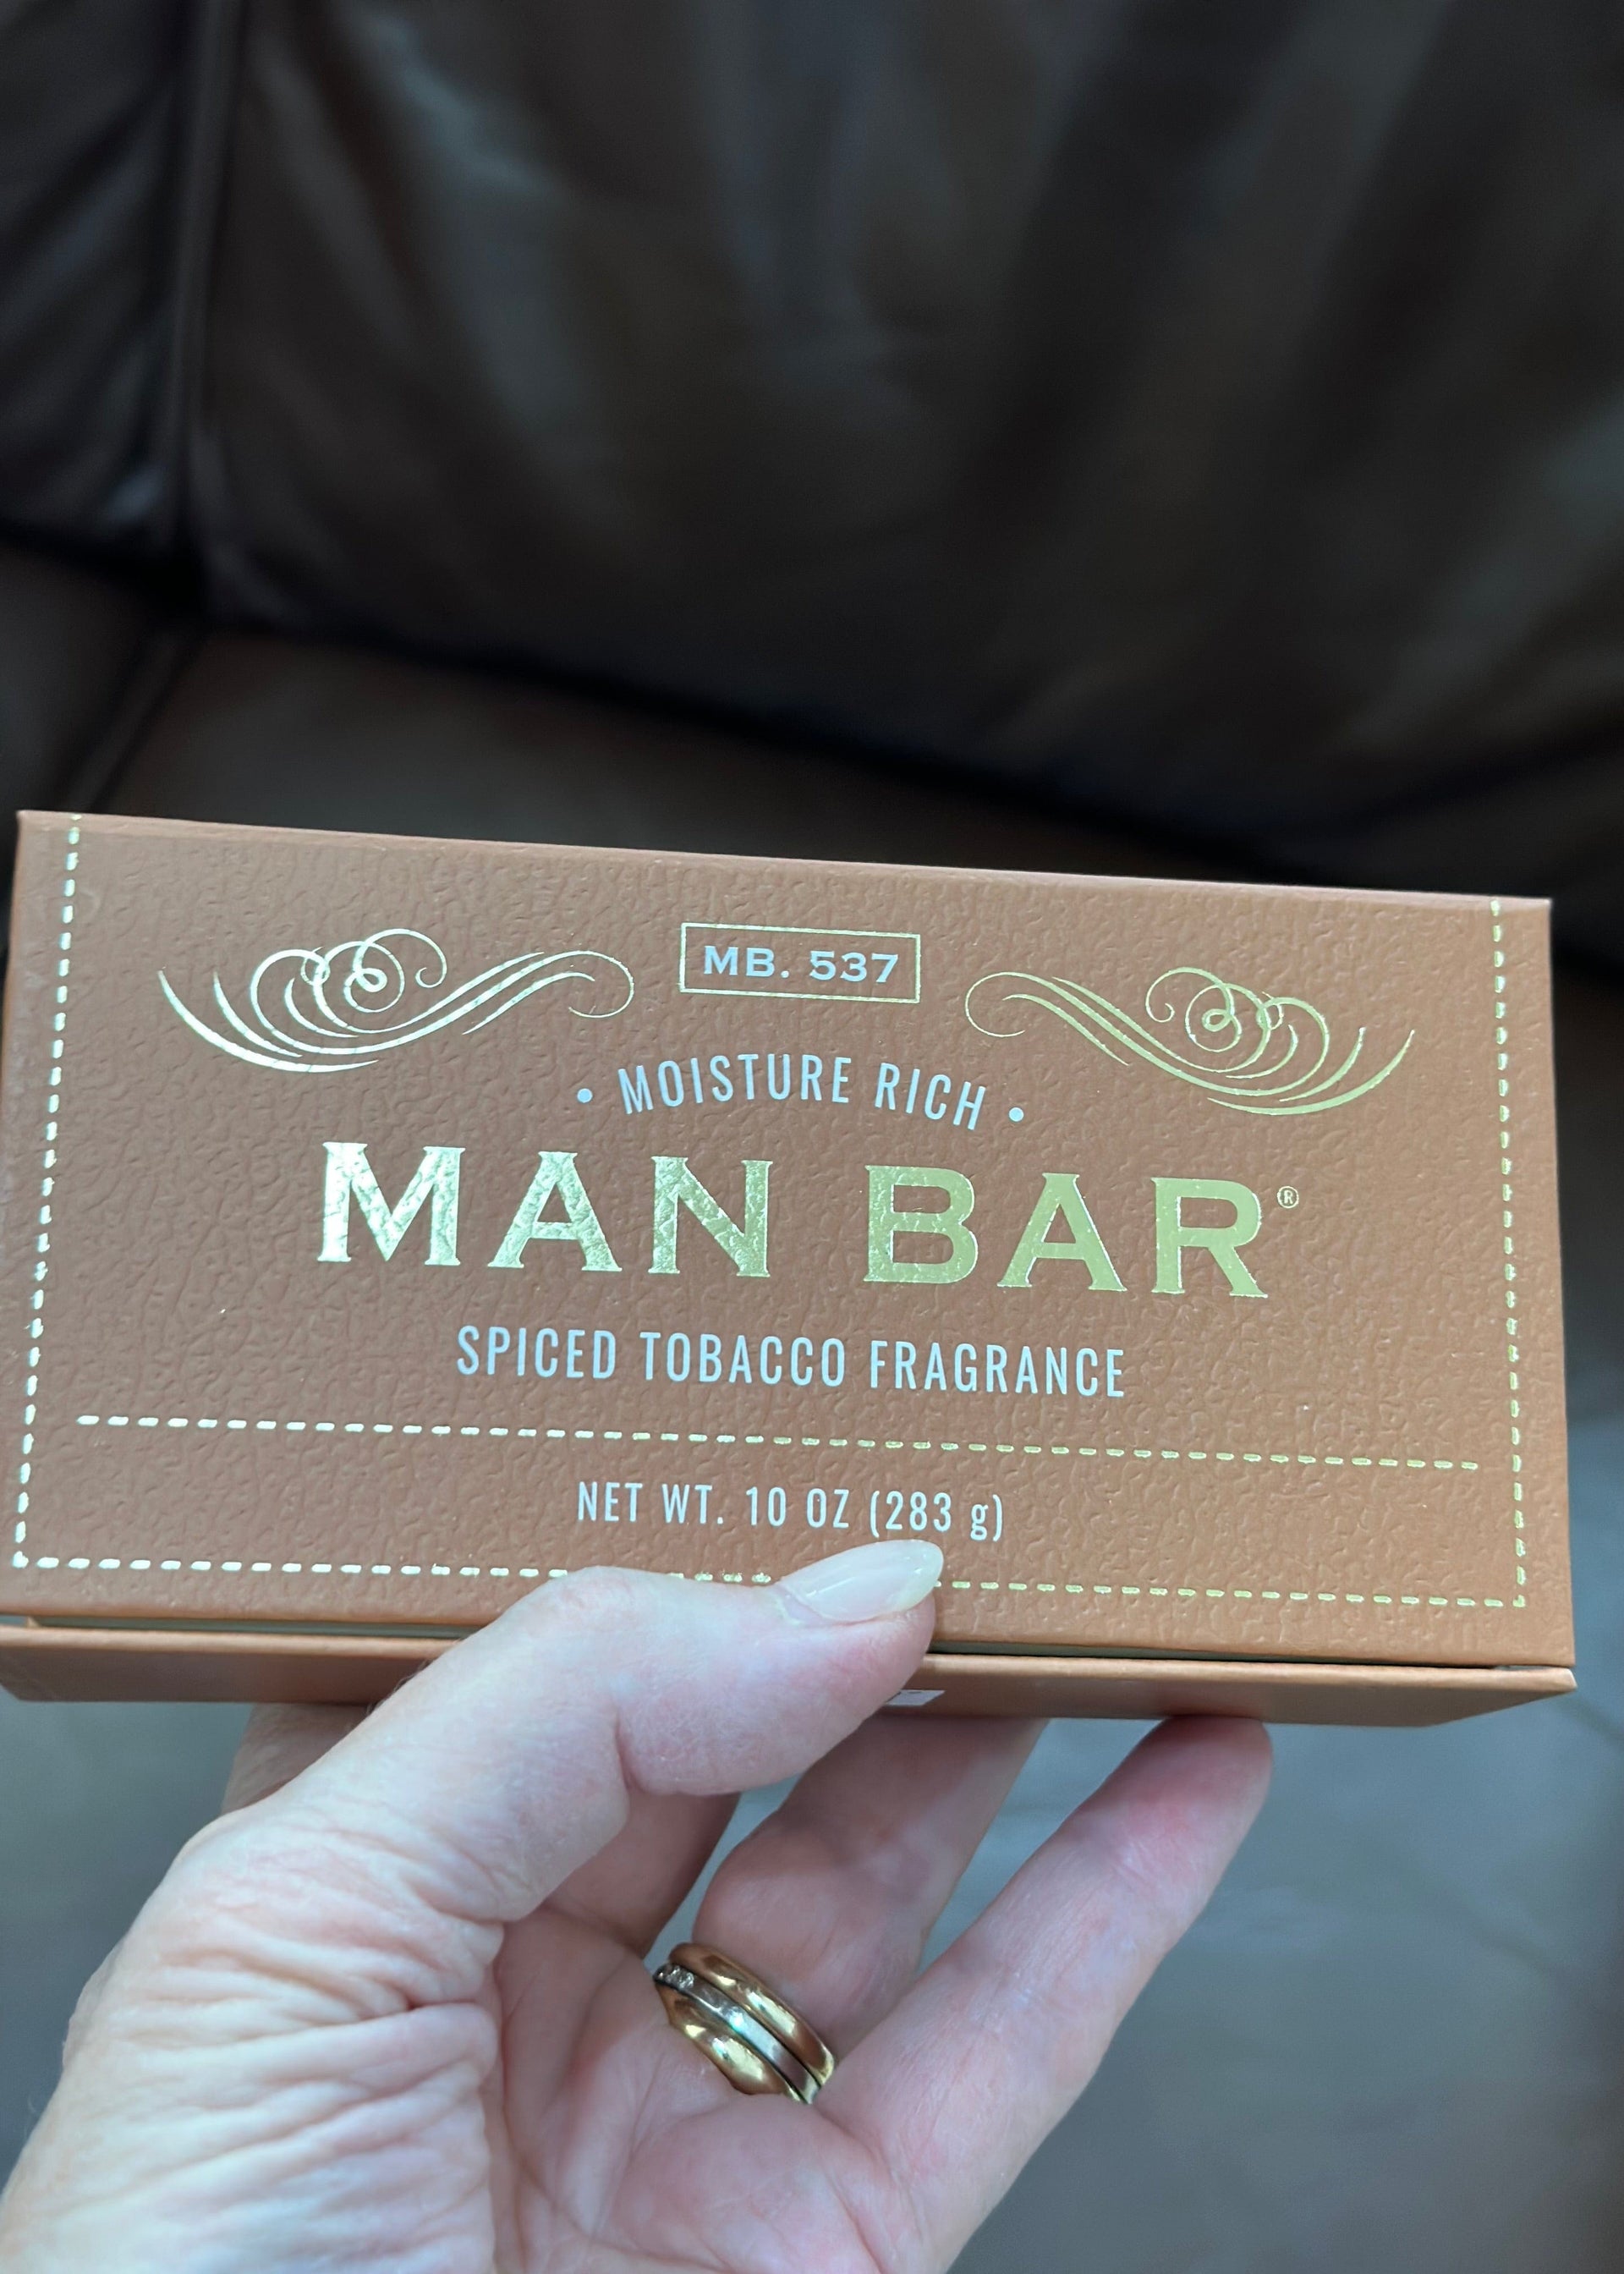 MB. 537
• MOISTURE RICH •
MAN BAR®
SPICED TOBACCO FRAGRANCE
NET WT. 10 OZ (283 g)